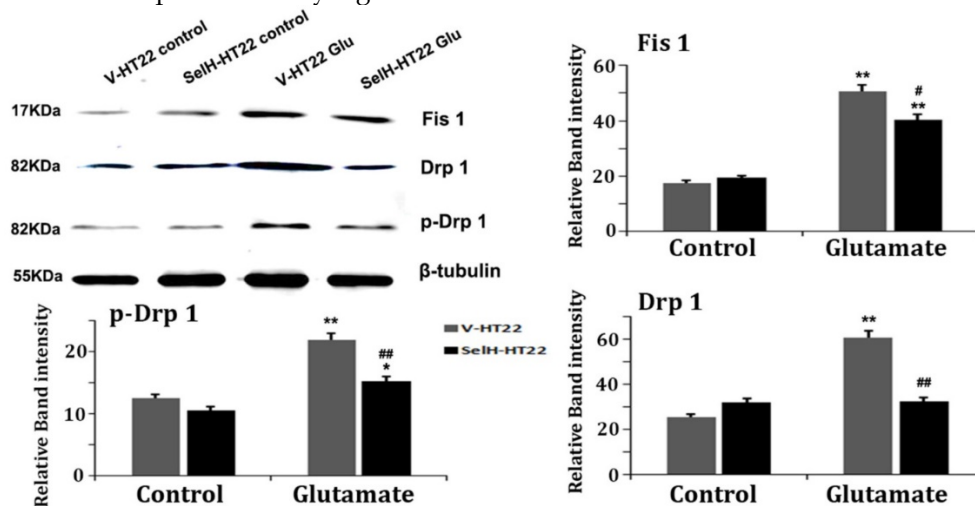 V-HT22 control
SelH-HT22 control
V-HT22 Glu
SelH-HT22 Glu
17KDa
Fis 1
82KDa
Drp 1
82KDa
p-Drp 1
55KDa
β-tubulin
Fis 1
Relative Band intensity
60
40
20
0
**
#
**
Control
Glutamate
p-Drp 1
Relative Band intensity
20
10
0
**
##
*
Control
Glutamate
V-HT22
SelH-HT22
Drp 1
Relative Band intensity
60
40
20
0
**
##
Control
Glutamate